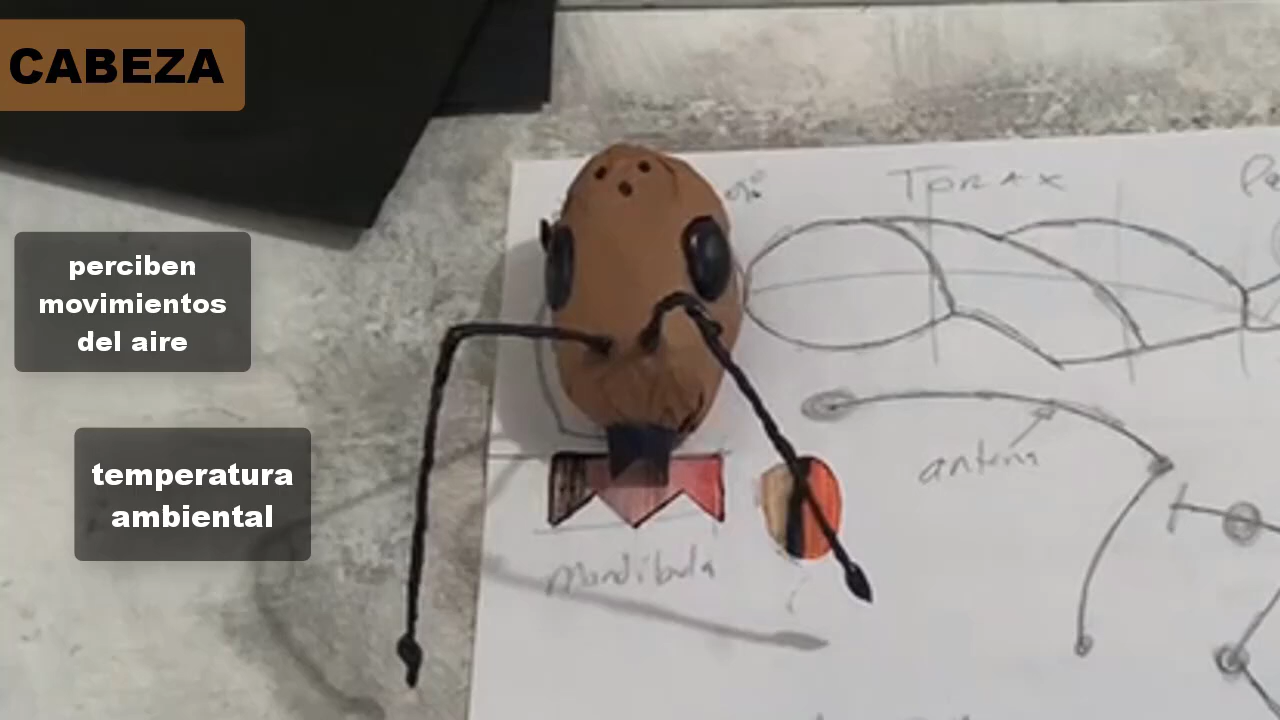 CABEZA
perciben
movimientos
del aire
temperatura
ambiental
TORAX
antena
Mandibula